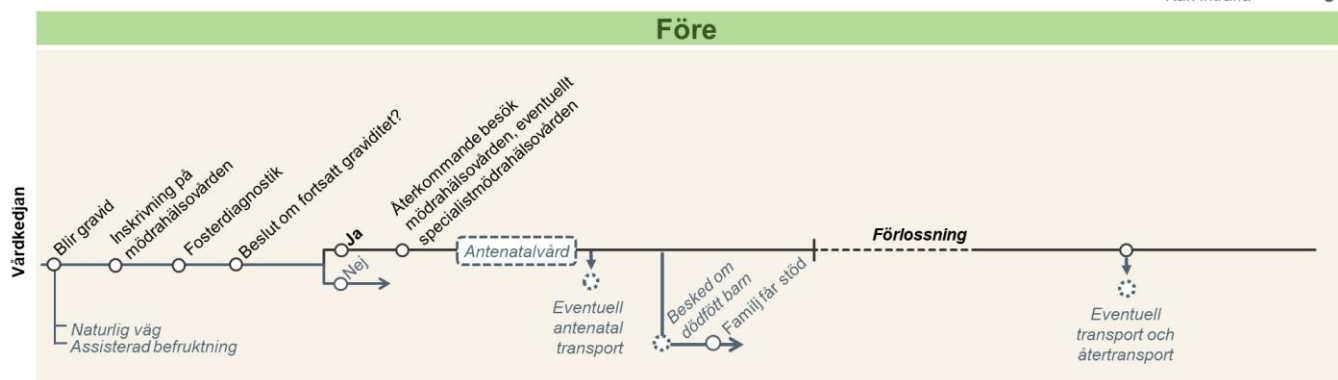 Före
Vårdkedjan
Blir gravid
Inskrivning på
mödrahälsovården
Fosterdiagnostik
Beslut om fortsatt graviditet?
Ja
Nej
Återkommande besök
mödrahälsovården, eventuellt
specialistmödrahälsovården
Antenatalvård
Eventuell
antenatal
transport
Besked om
dödfött barn
Familj får stöd
Förlossning
Eventuell
transport och
återtransport
Naturlig väg
Assisterad befruktning